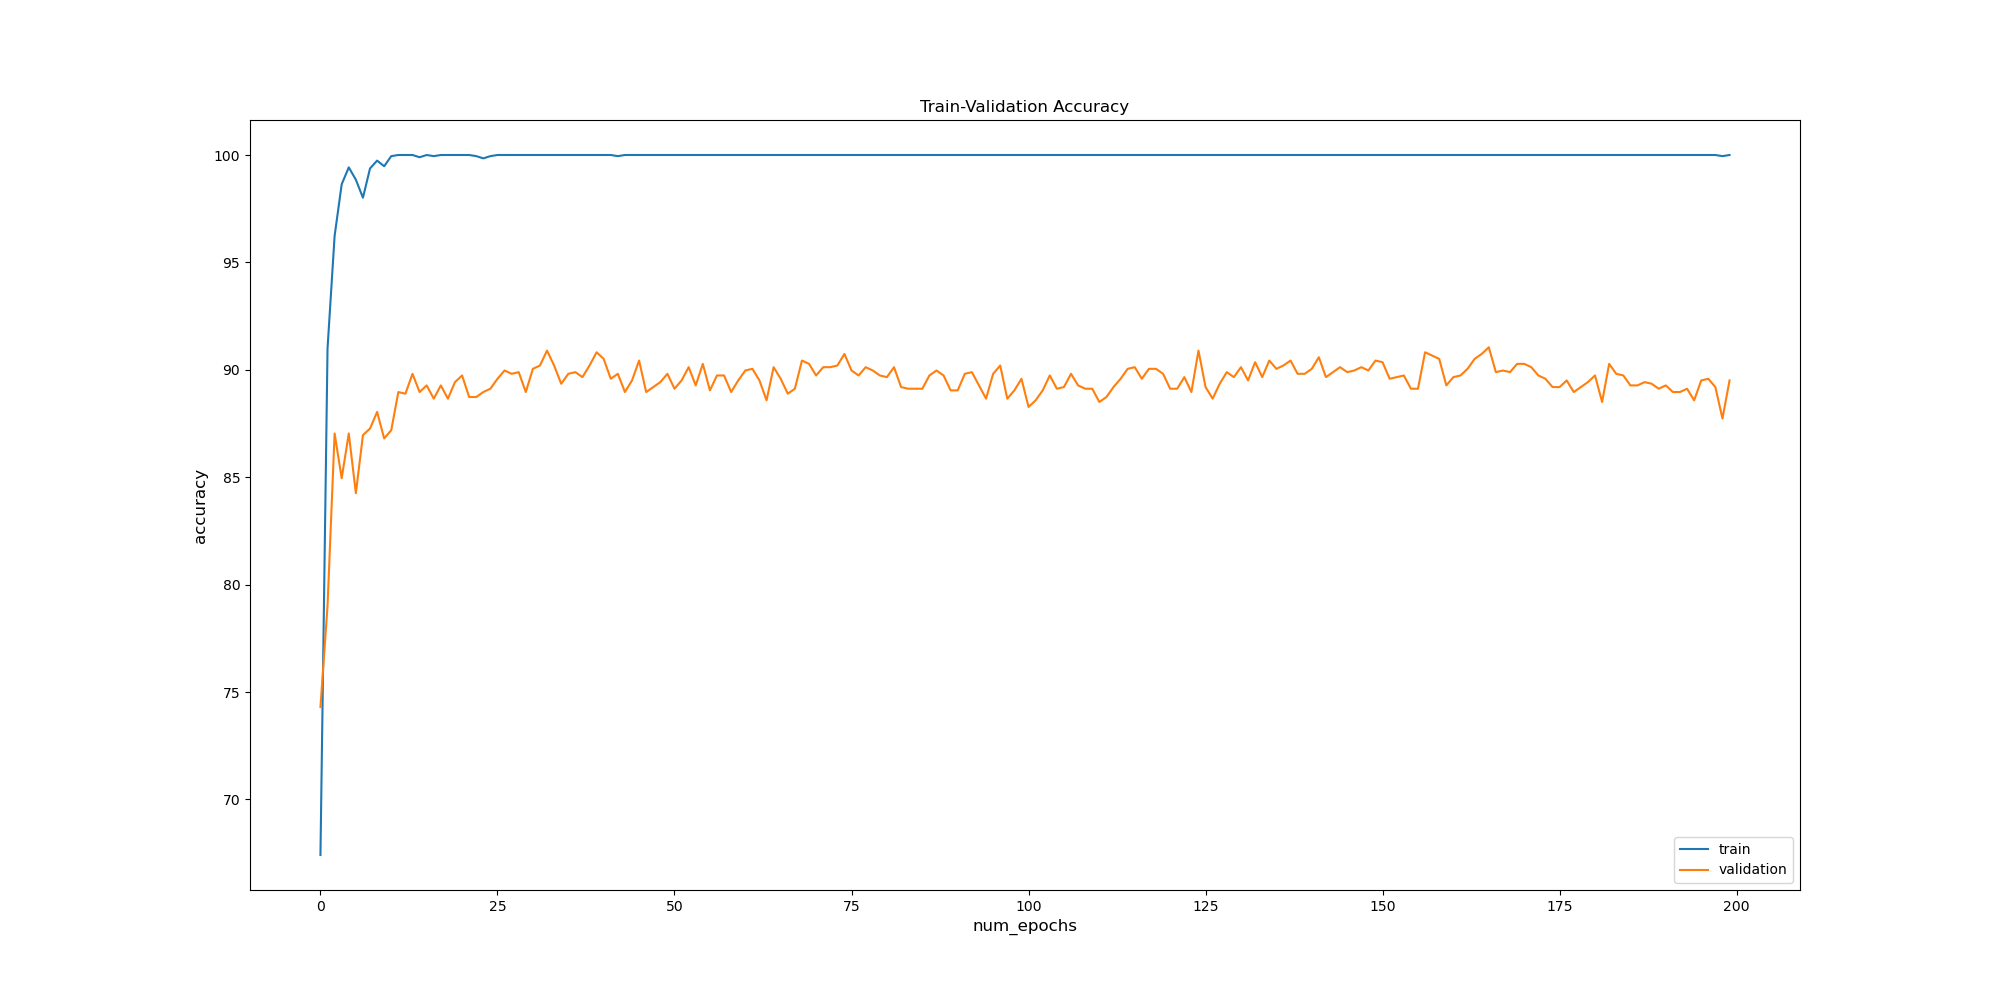 Train-Validation Accuracy
100
95
90
85
80
75
70
accuracy
0 25 50 75 100 125 150 175 200
num_epochs
train
validation